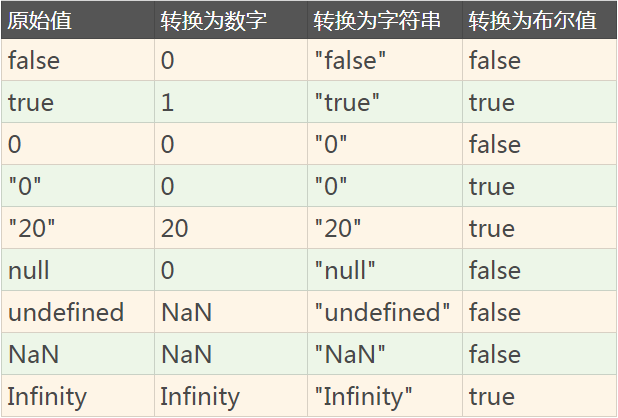 原始值 转换为数字 转换为字符串 转换为布尔值
false 0 "false" false
true 1 "true" true
0 0 "0" false
"0" 0 "0" true
"20" 20 "20" true
null 0 "null" false
undefined NaN "undefined" false
NaN NaN "NaN" false
Infinity Infinity "Infinity" true